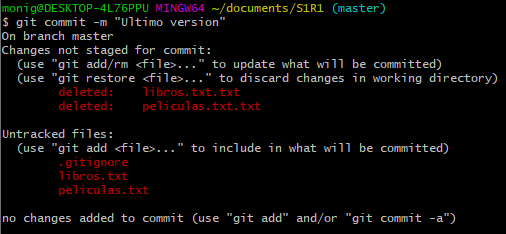 monig@DESKTOP-4L76PPU MINGW64 ~/documents/S1R1 (master)
$ git commit -m "Ultimo version"
On branch master
Changes not staged for commit:
  (use "git add/rm <file>..." to update what will be committed)
  (use "git restore <file>..." to discard changes in working directory)
        deleted:    libros.txt.txt
        deleted:    peliculas.txt.txt

Untracked files:
  (use "git add <file>..." to include in what will be committed)
        .gitignore
        libros.txt
        peliculas.txt

no changes added to commit (use "git add" and/or "git commit -a")